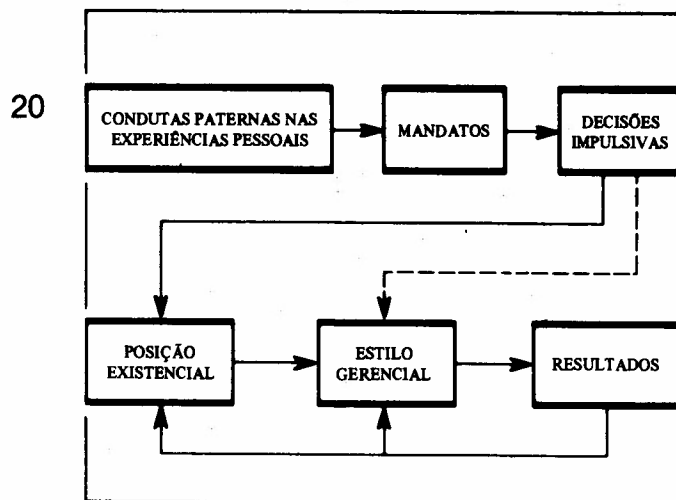 20
CONDUTAS PATERNAS NAS
EXPERIÊNCIAS PESSOAIS
MANDATOS
DECISÕES
IMPULSIVAS
POSIÇÃO
EXISTENCIAL
ESTILO
GERENCIAL
RESULTADOS